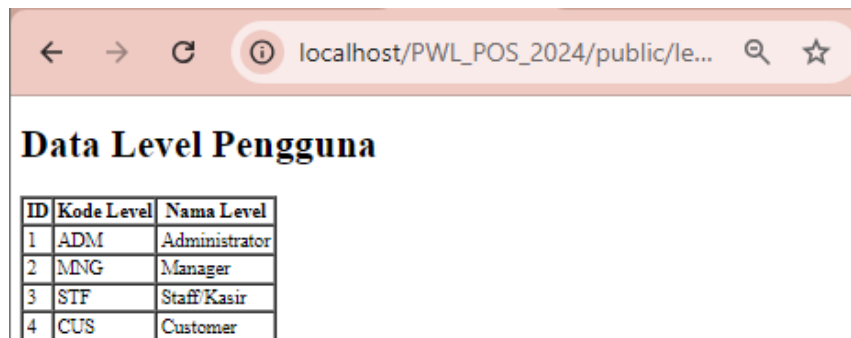 localhost/PWL_POS_2024/public/le...
Data Level Pengguna
ID Kode Level Nama Level
1 ADM Administrator
2 MNG Manager
3 STF Staff/Kasir
4 CUS Customer